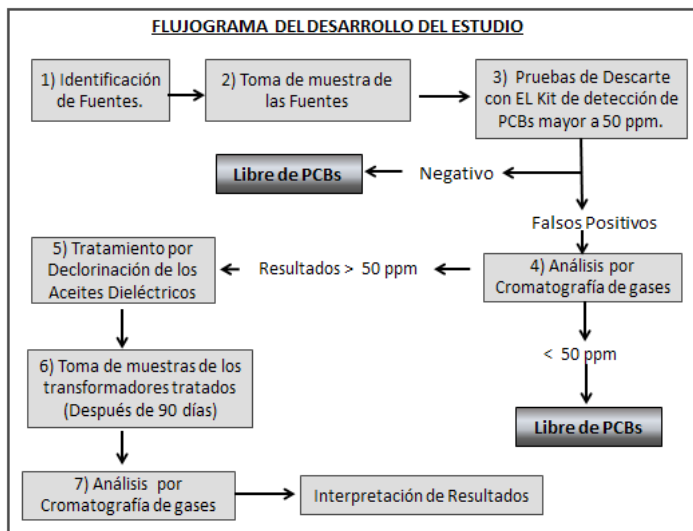 FLUJOGRAMA DEL DESARROLLO DEL ESTUDIO
1) Identificación
de Fuentes.
2) Toma de muestra de
las Fuentes
3) Pruebas de Descarte
con EL Kit de detección de
PCBs mayor a 50 ppm.
Libre de PCBs
Negativo
Falsos Positivos
5) Tratamiento por
Declorinación de los
Aceites Dieléctricos
Resultados > 50 ppm
4) Análisis por
Cromatografía de gases
< 50 ppm
6) Toma de muestras de los
transformadores tratados
(Después de 90 días)
Libre de PCBs
7) Análisis por
Cromatografía de gases
Interpretación de Resultados